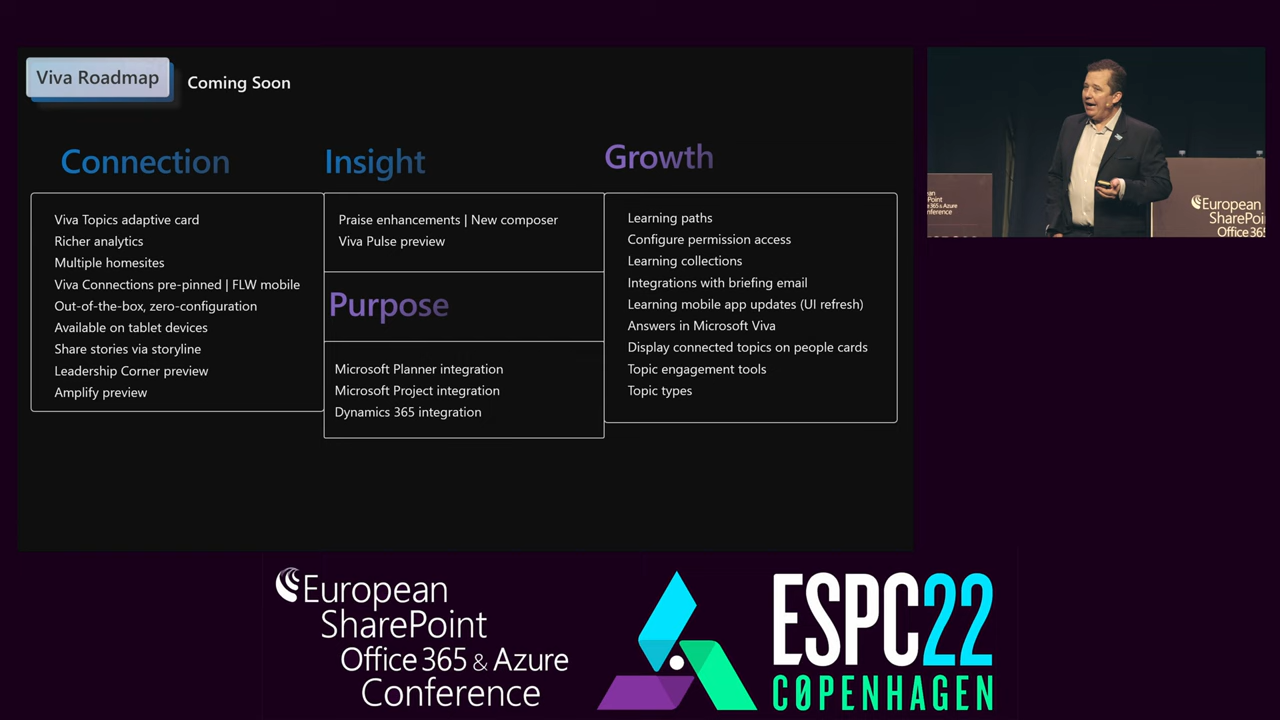 Viva Roadmap
Coming Soon
Connection
Viva Topics adaptive card
Richer analytics
Multiple homesites
Viva Connections pre-pinned | FLW mobile
Out-of-the-box, zero-configuration
Available on tablet devices
Share stories via storyline
Leadership Corner preview
Amplify preview
Insight
Praise enhancements | New composer
Viva Pulse preview
Purpose
Microsoft Planner integration
Microsoft Project integration
Dynamics 365 integration
Growth
Learning paths
Configure permission access
Learning collections
Integrations with briefing email
Learning mobile app updates (UI refresh)
Answers in Microsoft Viva
Display connected topics on people cards
Topic engagement tools
Topic types
European
SharePoi
Office 365
European
SharePoint
Office 365 & Azure
Conference
ESPC22
CØPENHAGEN